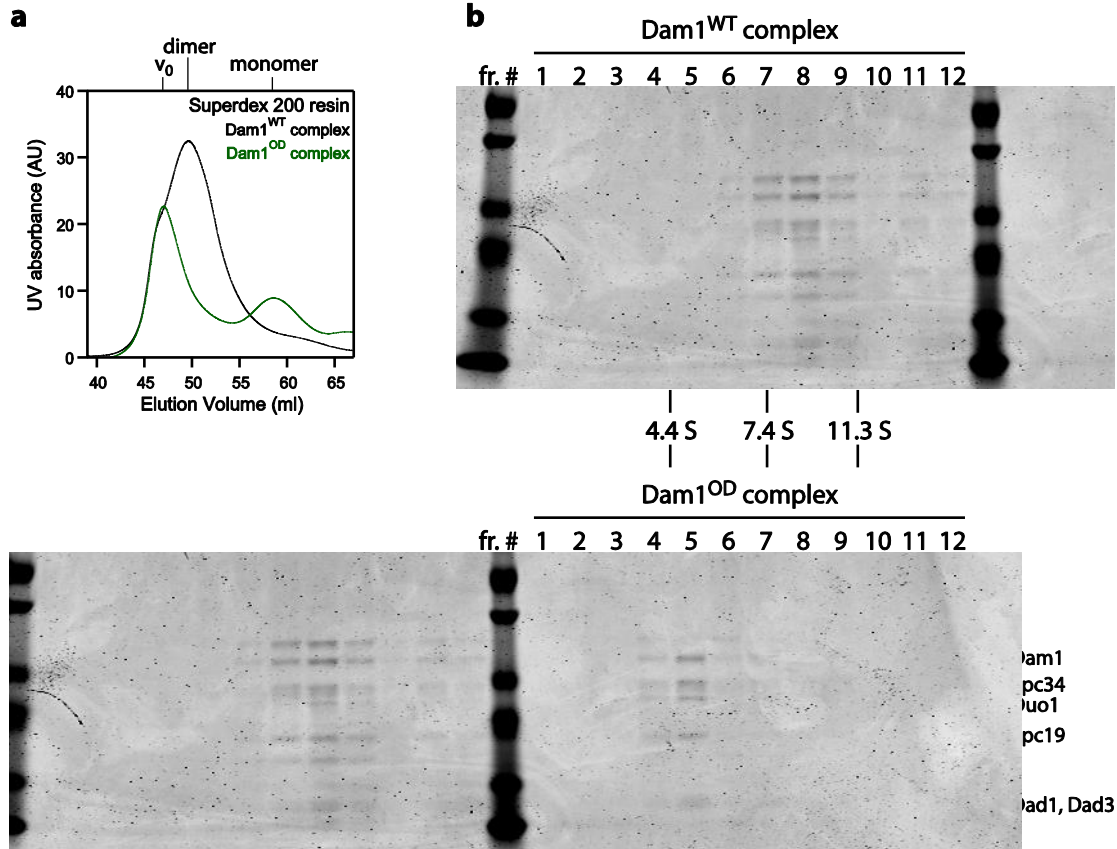 a
b
dimer
v0
monomer
Superdex 200 resin
Dam1WT complex
Dam1OD complex
UV absorbance (AU)
40
30
20
10
0
40 45 50 55 60 65
Elution Volume (ml)
Dam1WT complex
fr. # 1 2 3 4 5 6 7 8 9 10 11 12
4.4 S 7.4 S 11.3 S
Dam1OD complex
fr. # 1 2 3 4 5 6 7 8 9 10 11 12
Dam1
pc34
Duo1
pc19
Dad1, Dad3